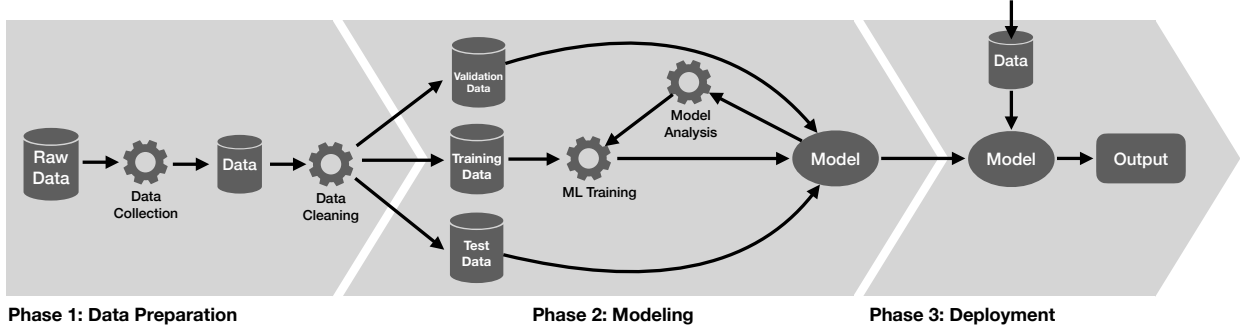 Raw
Data
Data
Collection
Data
Data
Cleaning
Validation
Data
Training
Data
Test
Data
ML Training
Model
Analysis
Model
Data
Model
Output
Phase 1: Data Preparation
Phase 2: Modeling
Phase 3: Deployment